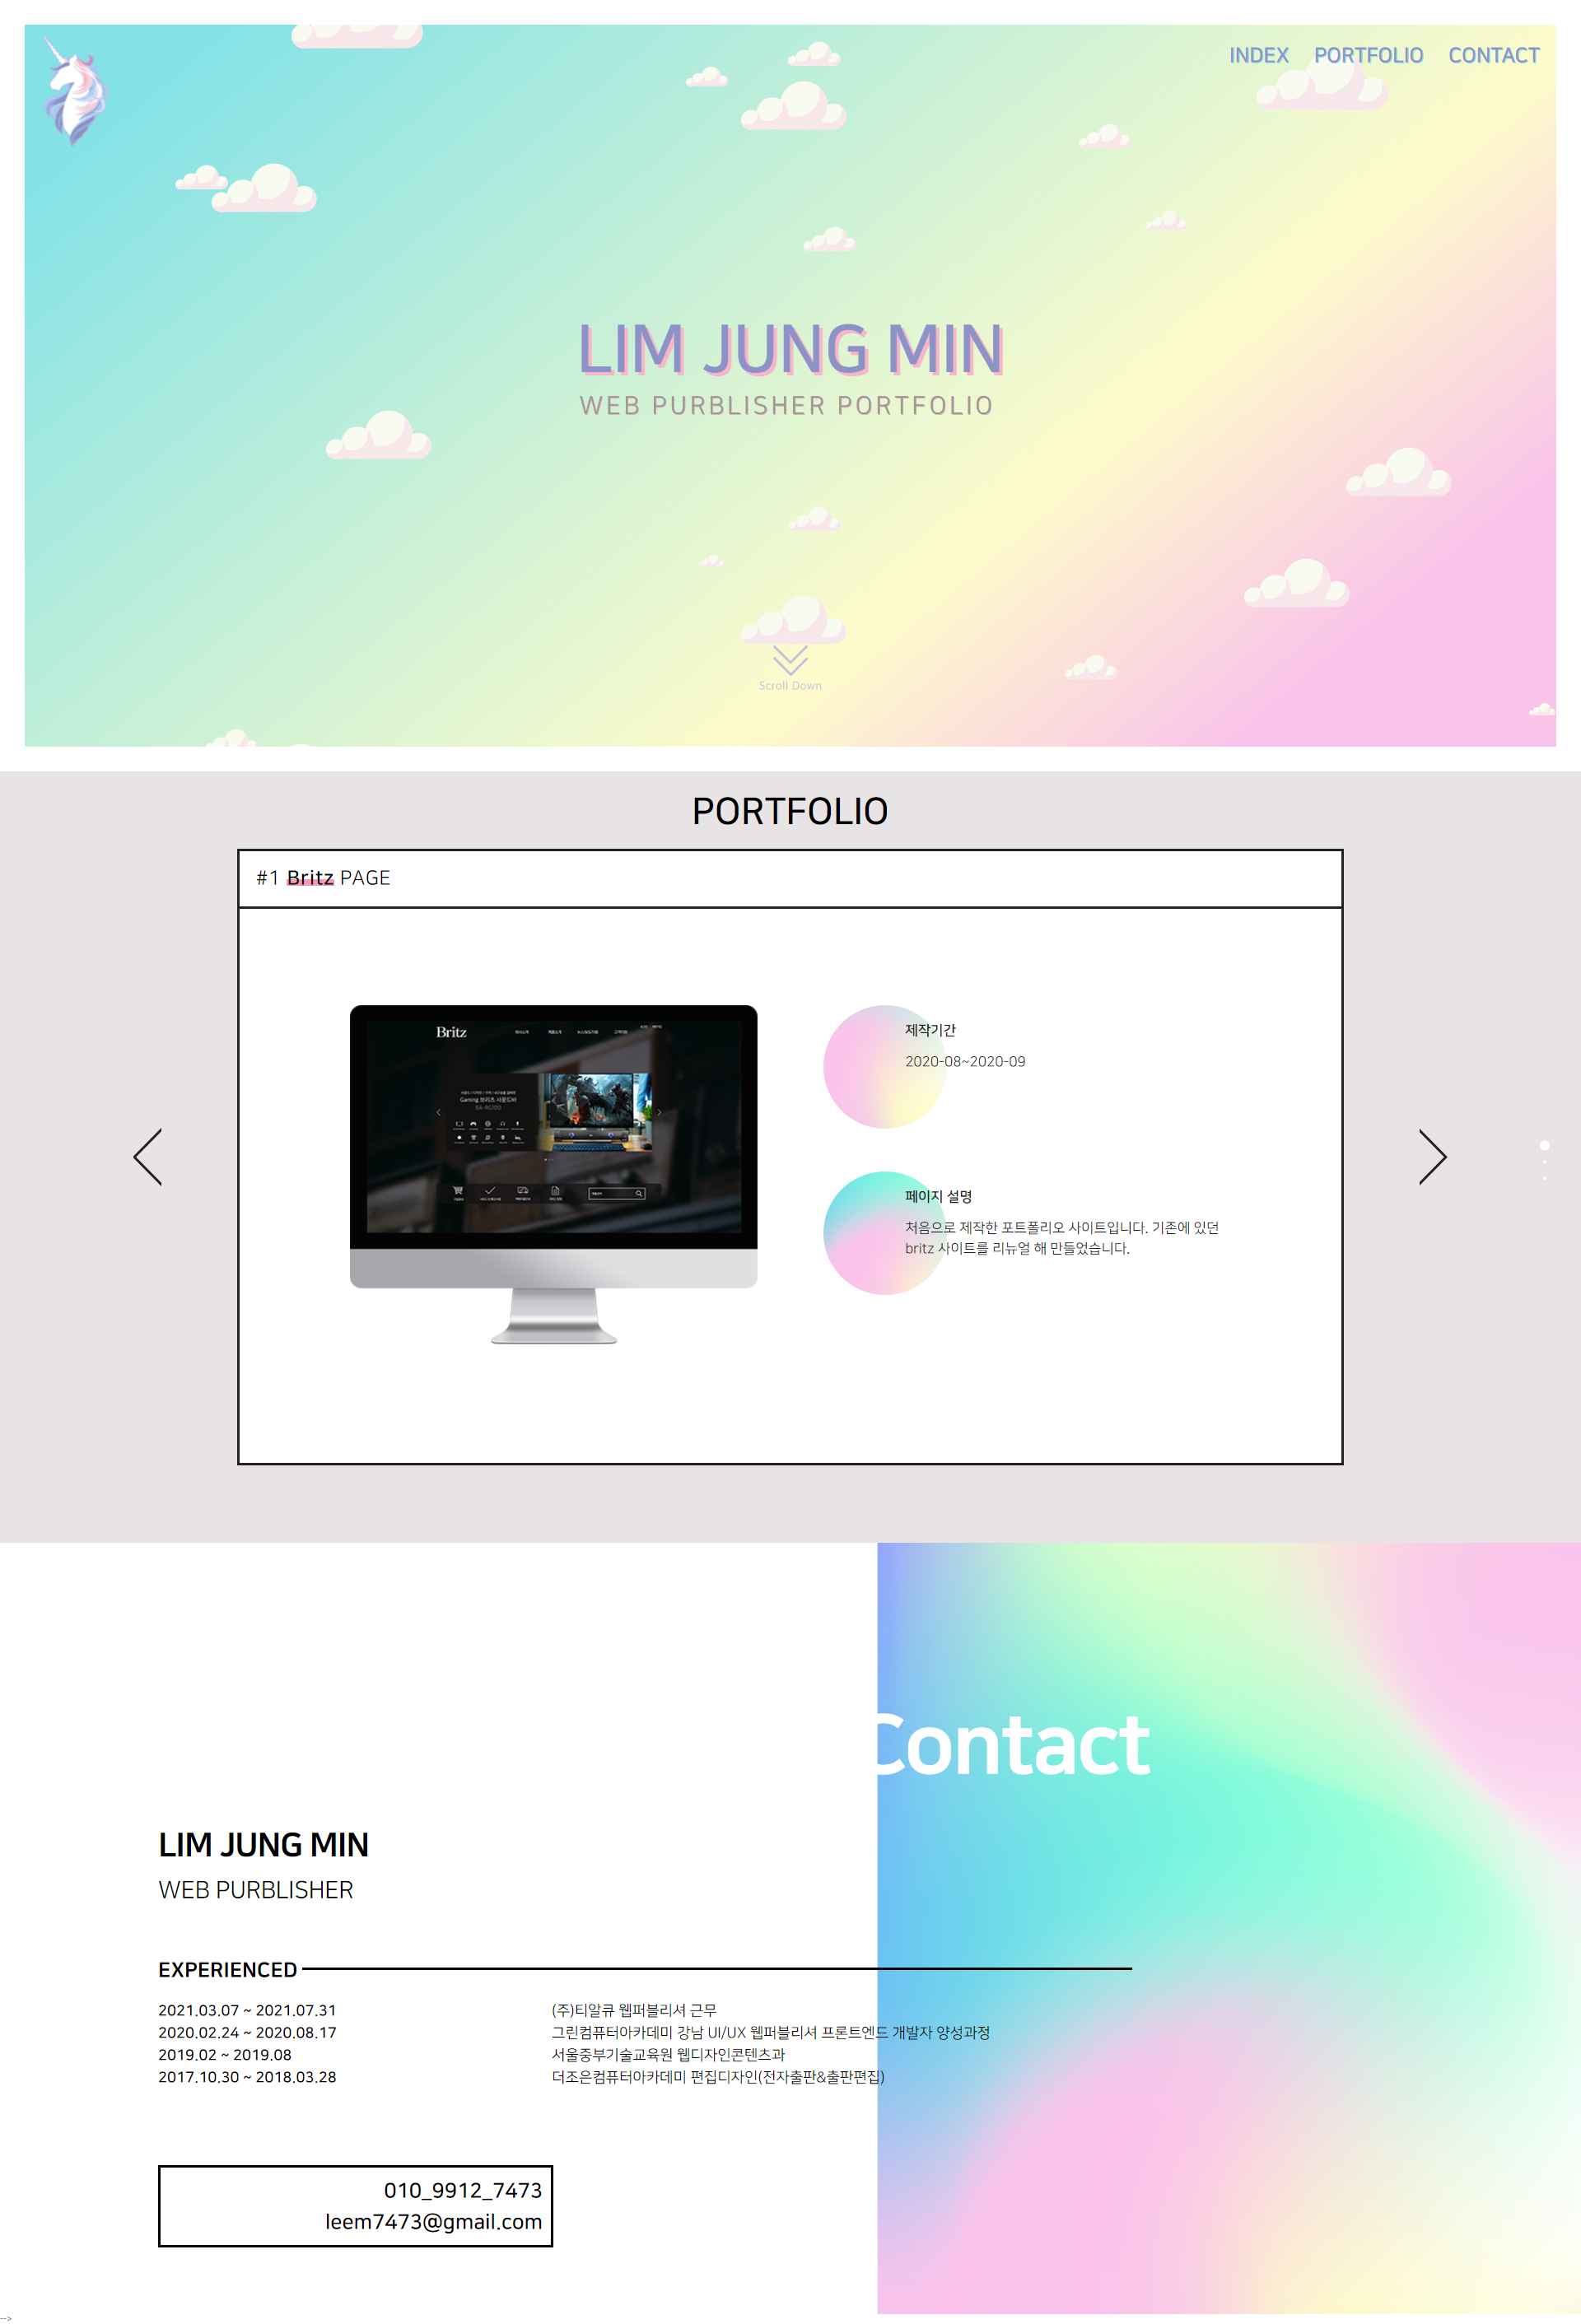 INDEX PORTFOLIO CONTACT
LIM JUNG MIN
WEB PURBLISHER PORTFOLIO
Scroll Down
PORTFOLIO
#1 Britz PAGE
Britz
Gaming 브리츠 사운드바
제작기간
2020-08~2020-09
페이지 설명
처음으로 제작한 포트폴리오 사이트입니다. 기존에 있던
britz 사이트를 리뉴얼 해 만들었습니다.
Contact
LIM JUNG MIN
WEB PURBLISHER
EXPERIENCED
2021.03.07 ~ 2021.07.31 (주)티알큐 웹퍼블리셔 근무
2020.02.24 ~ 2020.08.17 그린컴퓨터아카데미 강남 UI/UX 웹퍼블리셔 프론트엔드 개발자 양성과정
2019.02 ~ 2019.08 서울중부기술교육원 웹디자인콘텐츠과
2017.10.30 ~ 2018.03.28 더조은컴퓨터아카데미 편집디자인(전자출판&출판편집)
010_9912_7473
leem7473@gmail.com
-->